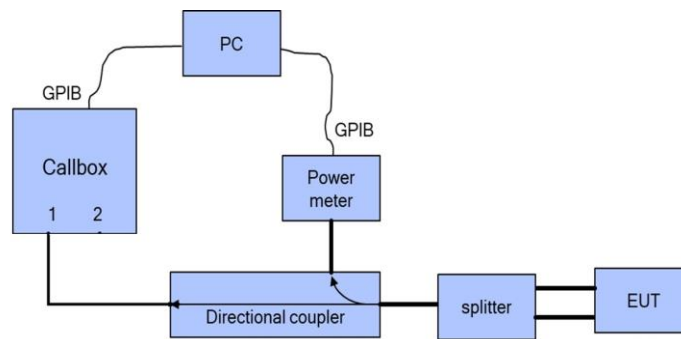 PC
GPIB
GPIB
Callbox
1 2
Power
meter
Directional coupler
splitter
EUT